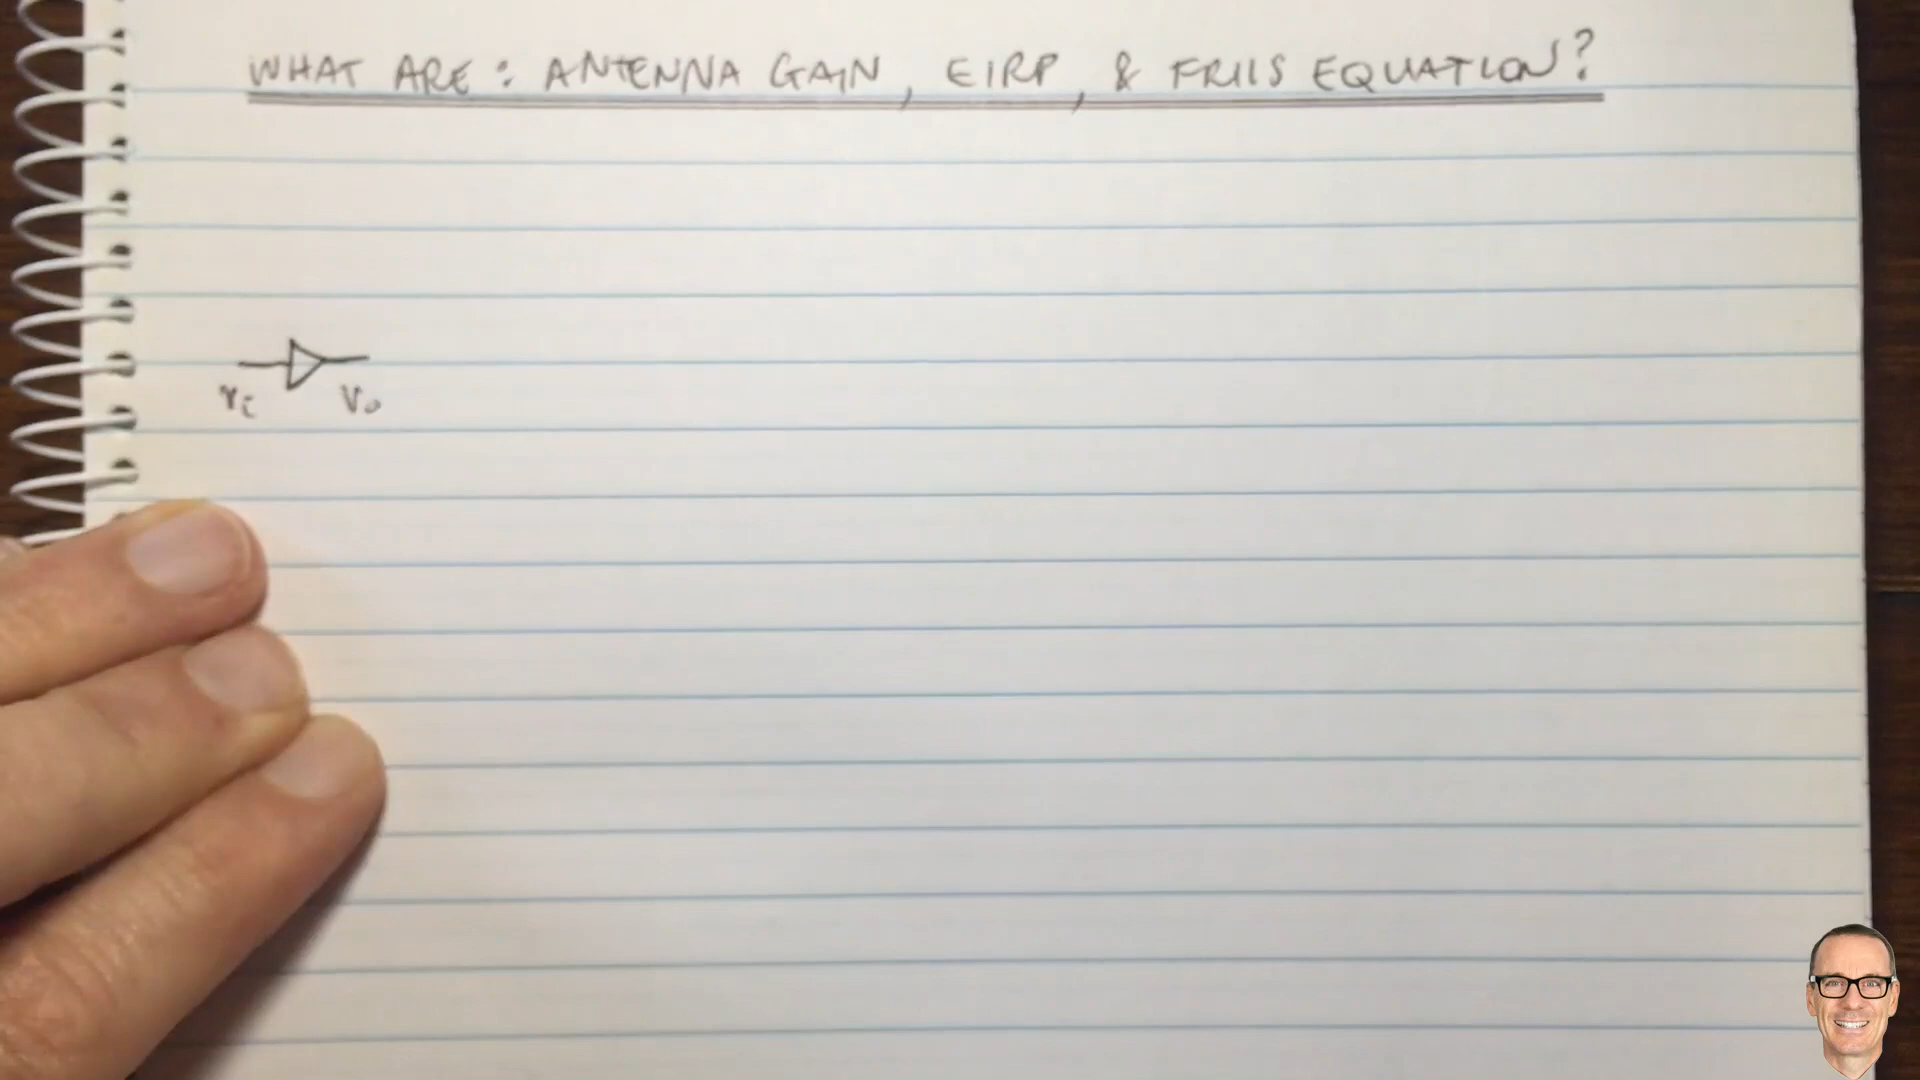 WHAT ARE: ANTENNA GAIN, EIRP, & FRIIS EQUATION?
Vi Vo